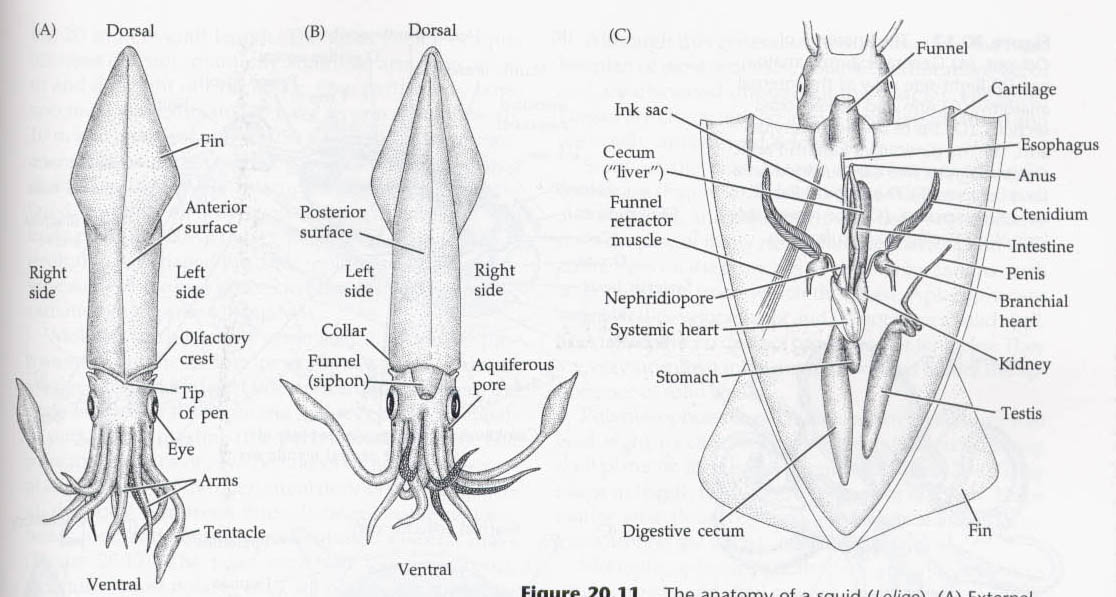 (A)
Dorsal
Fin
Anterior
surface
Right
side
Left
side
Olfactory
crest
Tip
of pen
Eye
Arms
Tentacle
Ventral
(B)
Dorsal
Posterior
surface
Left
side
Right
side
Collar
Funnel
(siphon)
Aquiferous
pore
Ventral
(C)
Funnel
Ink sac
Cartilage
Cecum
("liver")
Esophagus
Anus
Funnel
retractor
muscle
Ctenidium
Intestine
Penis
Nephridiopore
Branchial
heart
Systemic heart
Kidney
Stomach
Testis
Digestive cecum
Fin
Figure 20.11 The anatomy of a squid (Loligo). (A) External